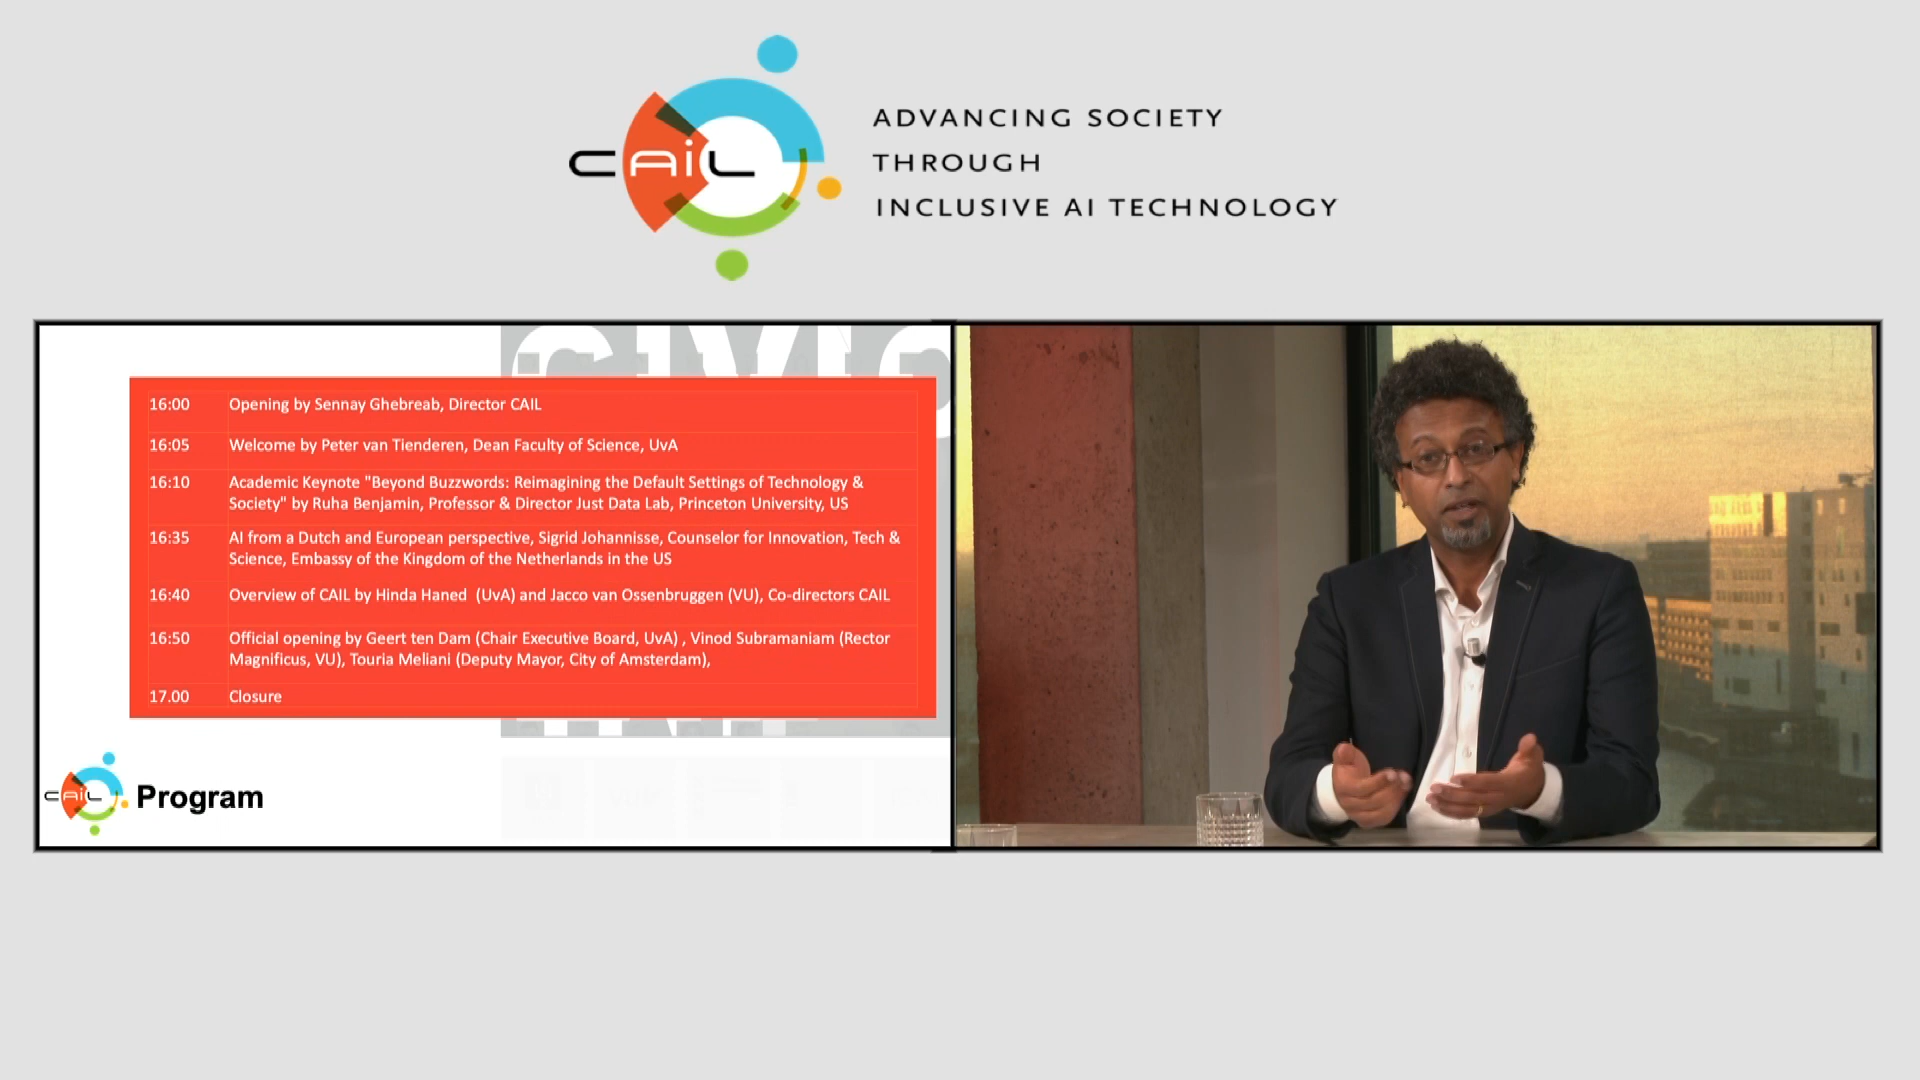 CAiL
ADVANCING SOCIETY
THROUGH
INCLUSIVE AI TECHNOLOGY
16:00 Opening by Sennay Ghebreab, Director CAIL
16:05 Welcome by Peter van Tienderen, Dean Faculty of Science, UvA
16:10 Academic Keynote "Beyond Buzzwords: Reimagining the Default Settings of Technology &
Society" by Ruha Benjamin, Professor & Director Just Data Lab, Princeton University, US
16:35 AI from a Dutch and European perspective, Sigrid Johannisse, Counselor for Innovation, Tech &
Science, Embassy of the Kingdom of the Netherlands in the US
16:40 Overview of CAIL by Hinda Haned  (UvA) and Jacco van Ossenbruggen (VU), Co-directors CAIL
16:50 Official opening by Geert ten Dam (Chair Executive Board, UvA) , Vinod Subramaniam (Rector
Magnificus, VU), Touria Meliani (Deputy Mayor, City of Amsterdam),
17.00 Closure
CAiL Program